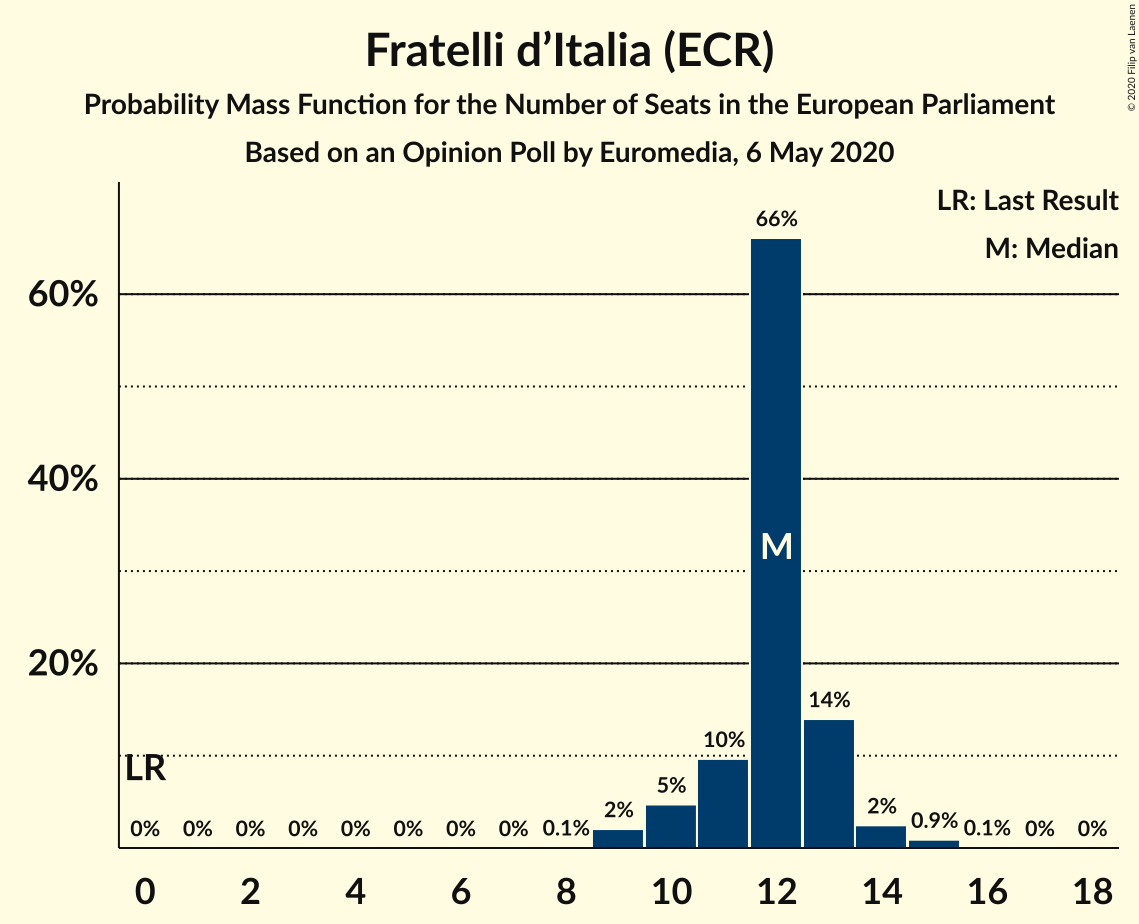 Fratelli d’Italia (ECR)
Probability Mass Function for the Number of Seats in the European Parliament
Based on an Opinion Poll by Euromedia, 6 May 2020
© 2020 Filip van Laenen
LR: Last Result
M: Median
66%
60%
40%
M
20%
14%
10%
LR
5%
2%
2%
0.9%
0% 0% 0% 0% 0% 0% 0% 0% 0.1% 0.1% 0% 0%
0 2 4 6 8 10 12 14 16 18